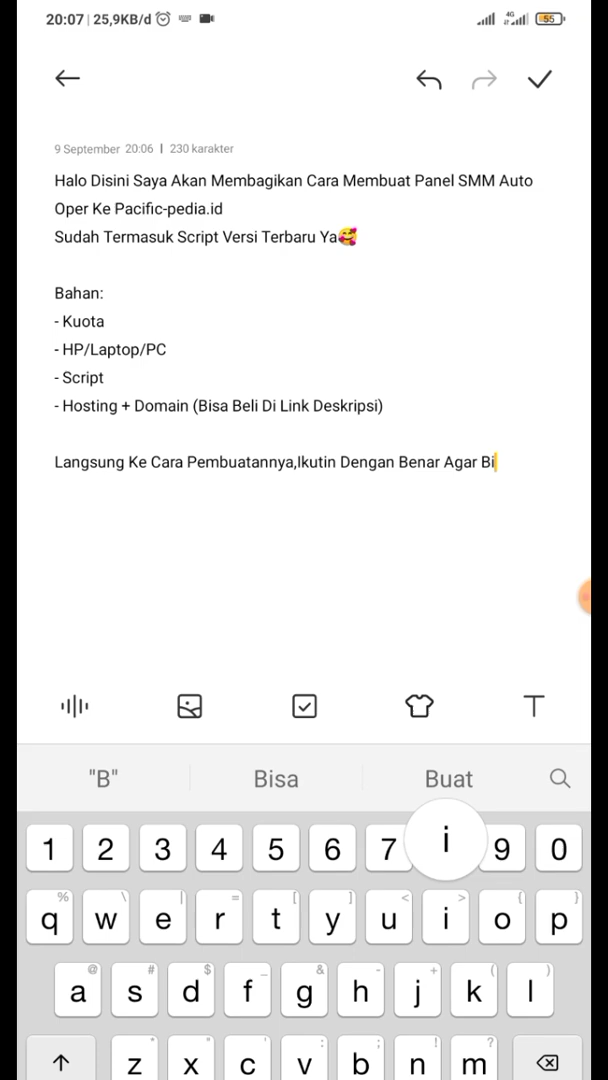 20:07 | 25,9KB/d 4G 55
9 September 20:06 | 230 karakter
Halo Disini Saya Akan Membagikan Cara Membuat Panel SMM Auto
Oper Ke Pacific-pedia.id
Sudah Termasuk Script Versi Terbaru Ya🥰
Bahan:
- Kuota
- HP/Laptop/PC
- Script
- Hosting + Domain (Bisa Beli Di Link Deskripsi)
Langsung Ke Cara Pembuatannya,Ikutin Dengan Benar Agar Bi
T
"B" Bisa Buat
1 2 3 4 5 6 7 i 9 0
% \ | = [ ] < > { }
q w e r t y u i o p
@ # $ _ & - + ( )
a s d f g h j k l
* " ' : ; ! ?
z x c v b n m